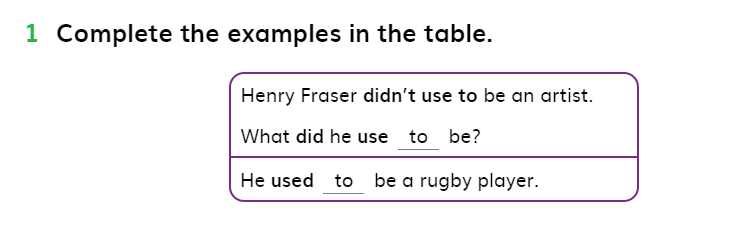 1 Complete the examples in the table.
Henry Fraser didn't use to be an artist.
What did he use to be?
He used to be a rugby player.